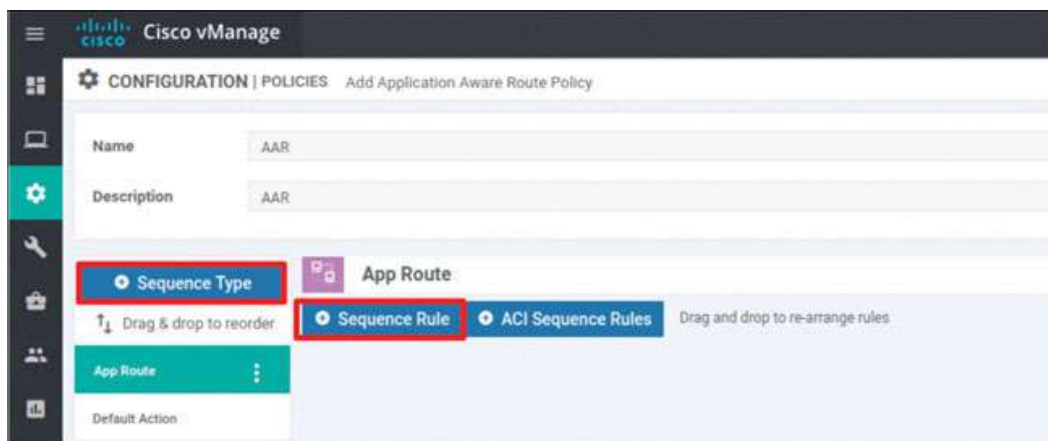 CISCO Cisco vManage
CONFIGURATION | POLICIES Add Application Aware Route Policy
Name AAR
Description AAR
Sequence Type
App Route
Drag & drop to reorder
Sequence Rule ACI Sequence Rules Drag and drop to re-arrange rules
App Route
Default Action